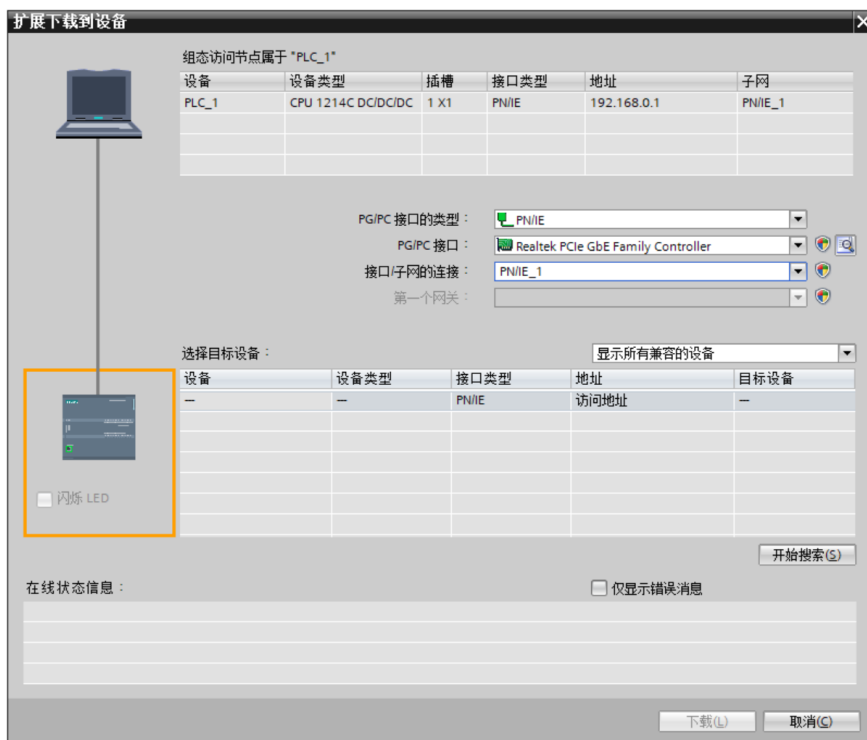 扩展下载到设备
组态访问节点属于 "PLC_1"
设备 设备类型 插槽 接口类型 地址 子网
PLC_1 CPU 1214C DC/DC/DC 1 X1 PN/IE 192.168.0.1 PN/IE_1
PG/PC 接口的类型： PN/IE
PG/PC 接口： Realtek PCIe GbE Family Controller
接口/子网的连接： PN/IE_1
第一个网关：
选择目标设备： 显示所有兼容的设备
设备 设备类型 接口类型 地址 目标设备
— — PN/IE 访问地址 —
闪烁 LED
开始搜索(S)
在线状态信息： 仅显示错误消息
下载(L) 取消(C)